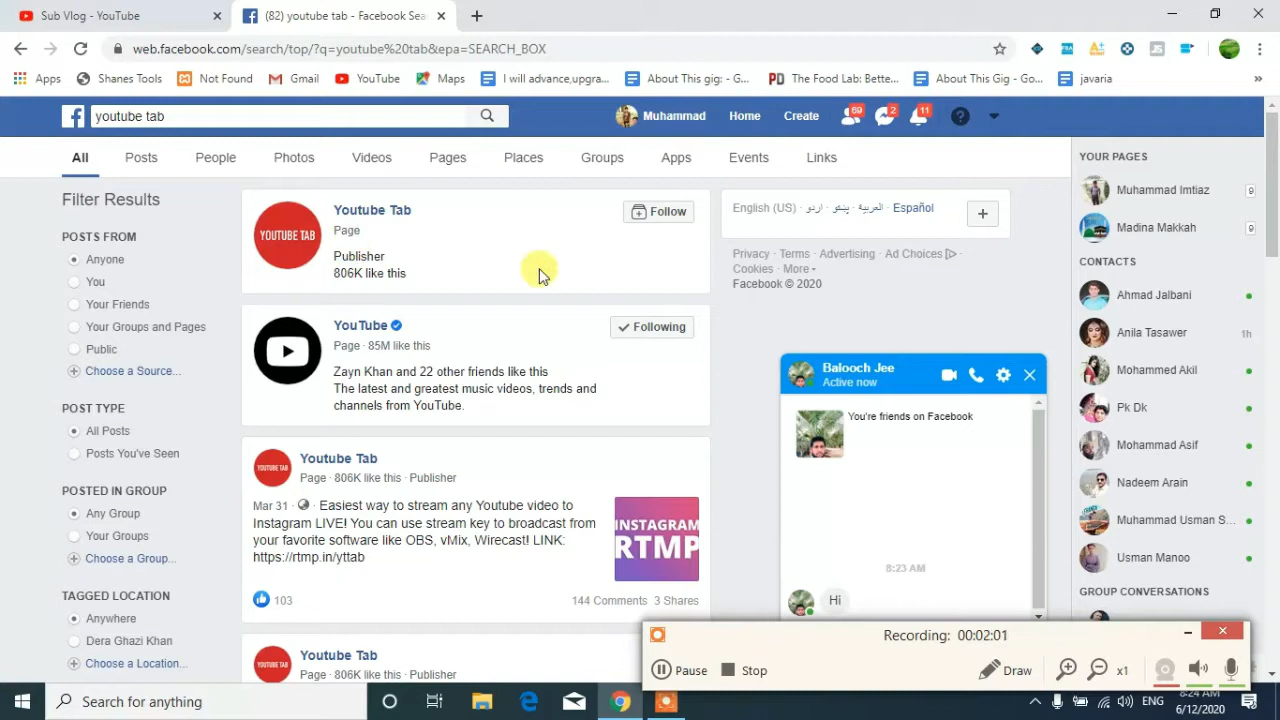 Sub Vlog - YouTube
(82) youtube tab - Facebook Sea
web.facebook.com/search/top/?q=youtube%20tab&epa=SEARCH_BOX
Apps
Shanes Tools
Not Found
Gmail
YouTube
Maps
I will advance,upgra...
About This gig - G...
The Food Lab: Bette...
About This Gig - Go...
javaria
youtube tab
Muhammad
Home
Create
69
2
11
All
Posts
People
Photos
Videos
Pages
Places
Groups
Apps
Events
Links
Filter Results
POSTS FROM
Anyone
You
Your Friends
Your Groups and Pages
Public
Choose a Source...
POST TYPE
All Posts
Posts You've Seen
POSTED IN GROUP
Any Group
Your Groups
Choose a Group...
TAGGED LOCATION
Anywhere
Dera Ghazi Khan
Choose a Location...
YOUTUBE TAB
Youtube Tab
Page
Publisher
806K like this
Follow
YouTube
Page · 85M like this
Zayn Khan and 22 other friends like this
The latest and greatest music videos, trends and
channels from YouTube.
Following
YOUTUBE TAB
Youtube Tab
Page · 806K like this · Publisher
Mar 31 · Easiest way to stream any Youtube video to
Instagram LIVE! You can use stream key to broadcast from
your favorite software like OBS, vMix, Wirecast! LINK:
https://rtmp.in/yttab
INSTAGRAM
RTMP
103
144 Comments 3 Shares
YOUTUBE TAB
Youtube Tab
Page · 806K like this · Publisher
English (US) · اردو · پښتو · العربية · Español
Privacy · Terms · Advertising · Ad Choices ·
Cookies · More
Facebook © 2020
YOUR PAGES
Muhammad Imtiaz
9
Madina Makkah
9
CONTACTS
Ahmad Jalbani
Anila Tasawer
1h
Mohammed Akil
Pk Dk
Mohammad Asif
Nadeem Arain
Muhammad Usman S...
Usman Manoo
GROUP CONVERSATIONS
Balooch Jee
Active now
You're friends on Facebook
8:23 AM
Hi
Recording: 00:02:01
Pause
Stop
Draw
x1
Search for anything
ENG
8:24 AM
6/12/2020